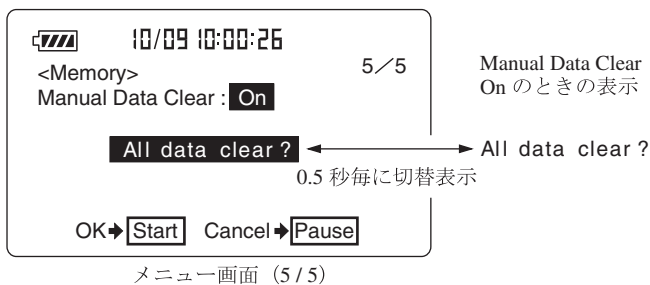 10/09 10:00:26
<Memory>
5／5
Manual Data Clear : On
All data clear ?
OK Start Cancel Pause
メニュー画面（5 / 5）
Manual Data Clear
On のときの表示
All data clear ?
0.5 秒毎に切替表示